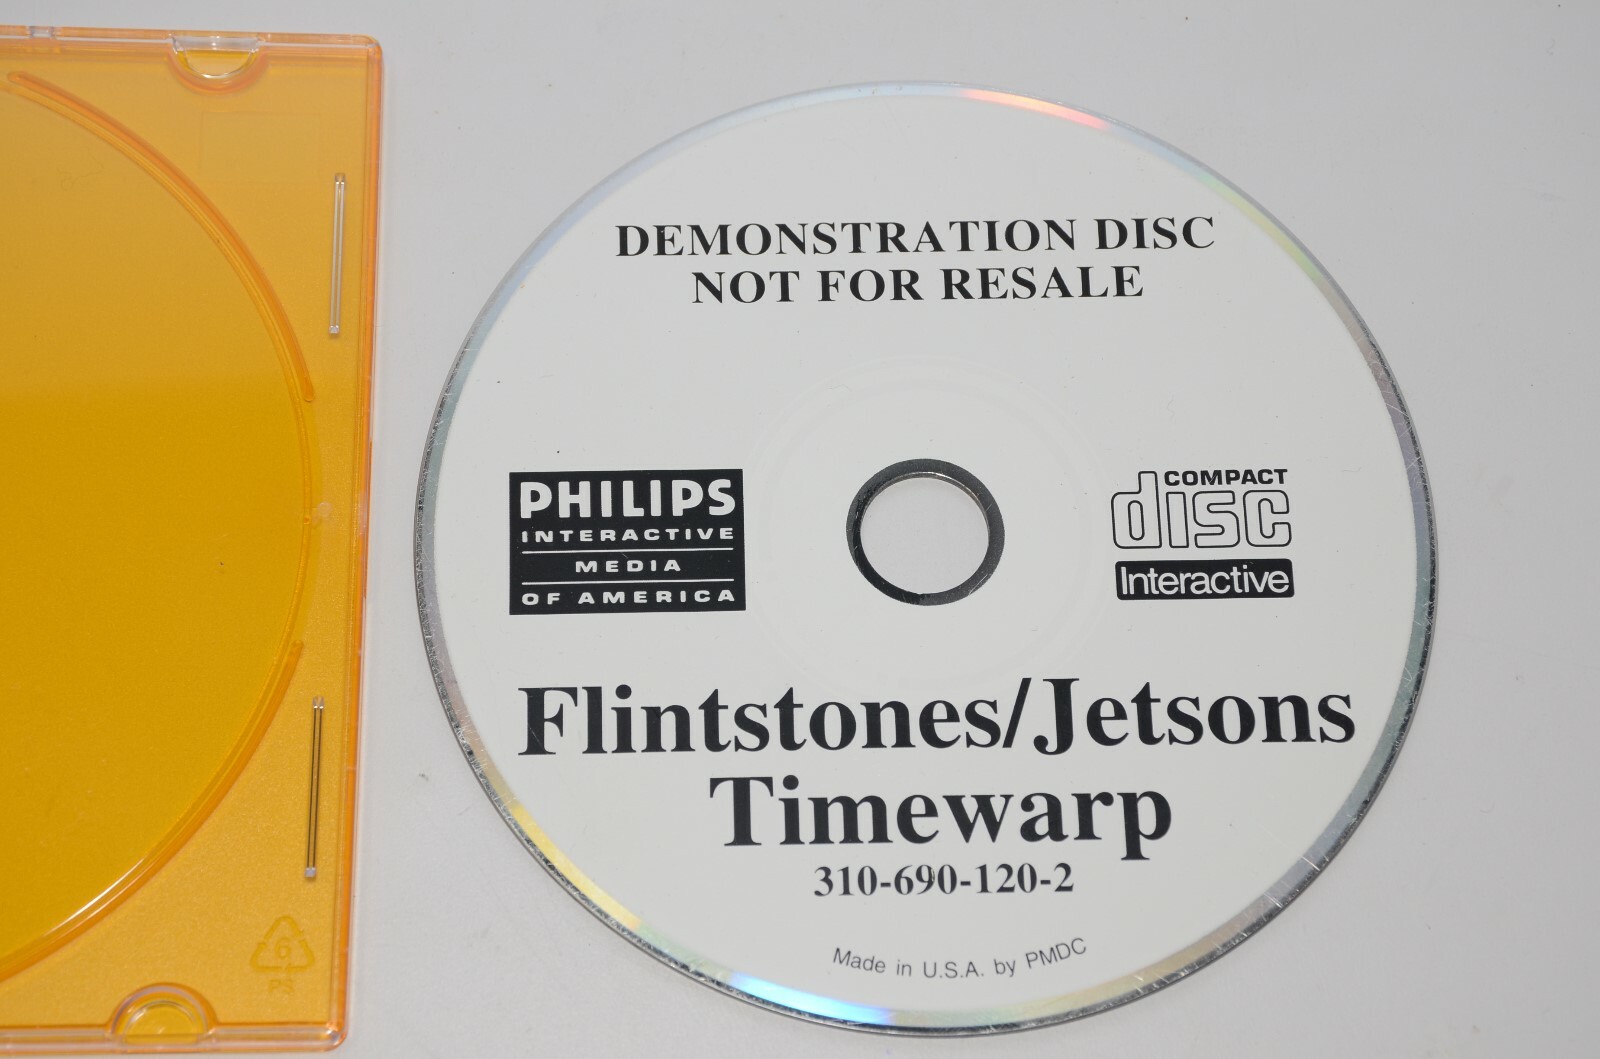 DEMONSTRATION DISC
NOT FOR RESALE
PHILIPS
INTERACTIVE
MEDIA
OF AMERICA
COMPACT
disc
Interactive
Flintstones/Jetsons
Timewarp
310-690-120-2
Made in U.S.A. by PMDC
6
PS